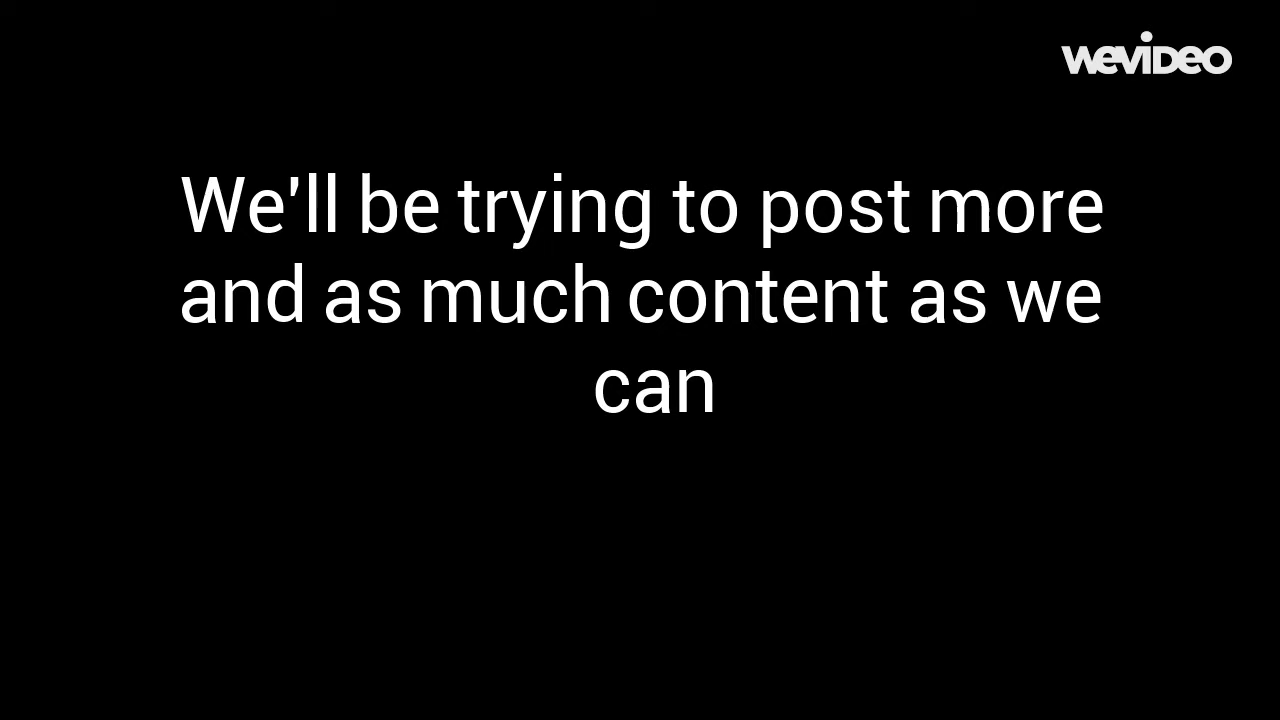 WEVIDEO
We'll be trying to post more
and as much content as we
can